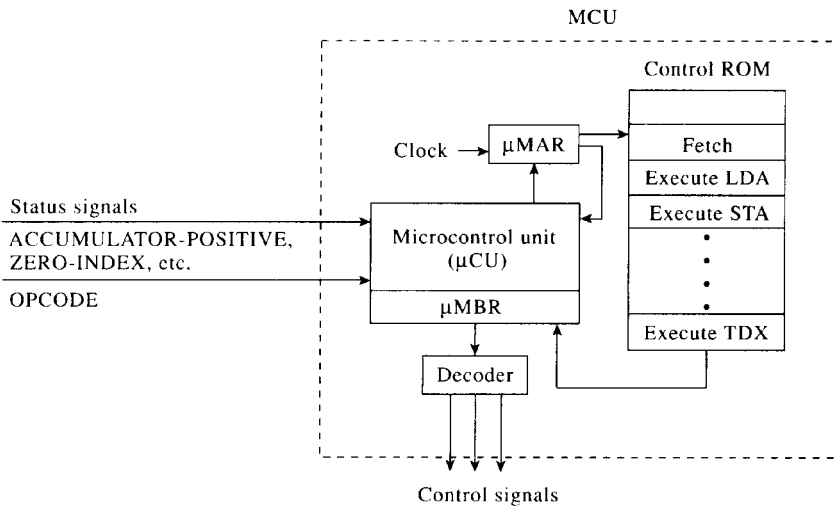 MCU
Control ROM
Clock
μMAR
Fetch
Execute LDA
Execute STA
Execute TDX
Status signals
ACCUMULATOR-POSITIVE,
ZERO-INDEX, etc.
OPCODE
Microcontrol unit
(μCU)
μMBR
Decoder
Control signals